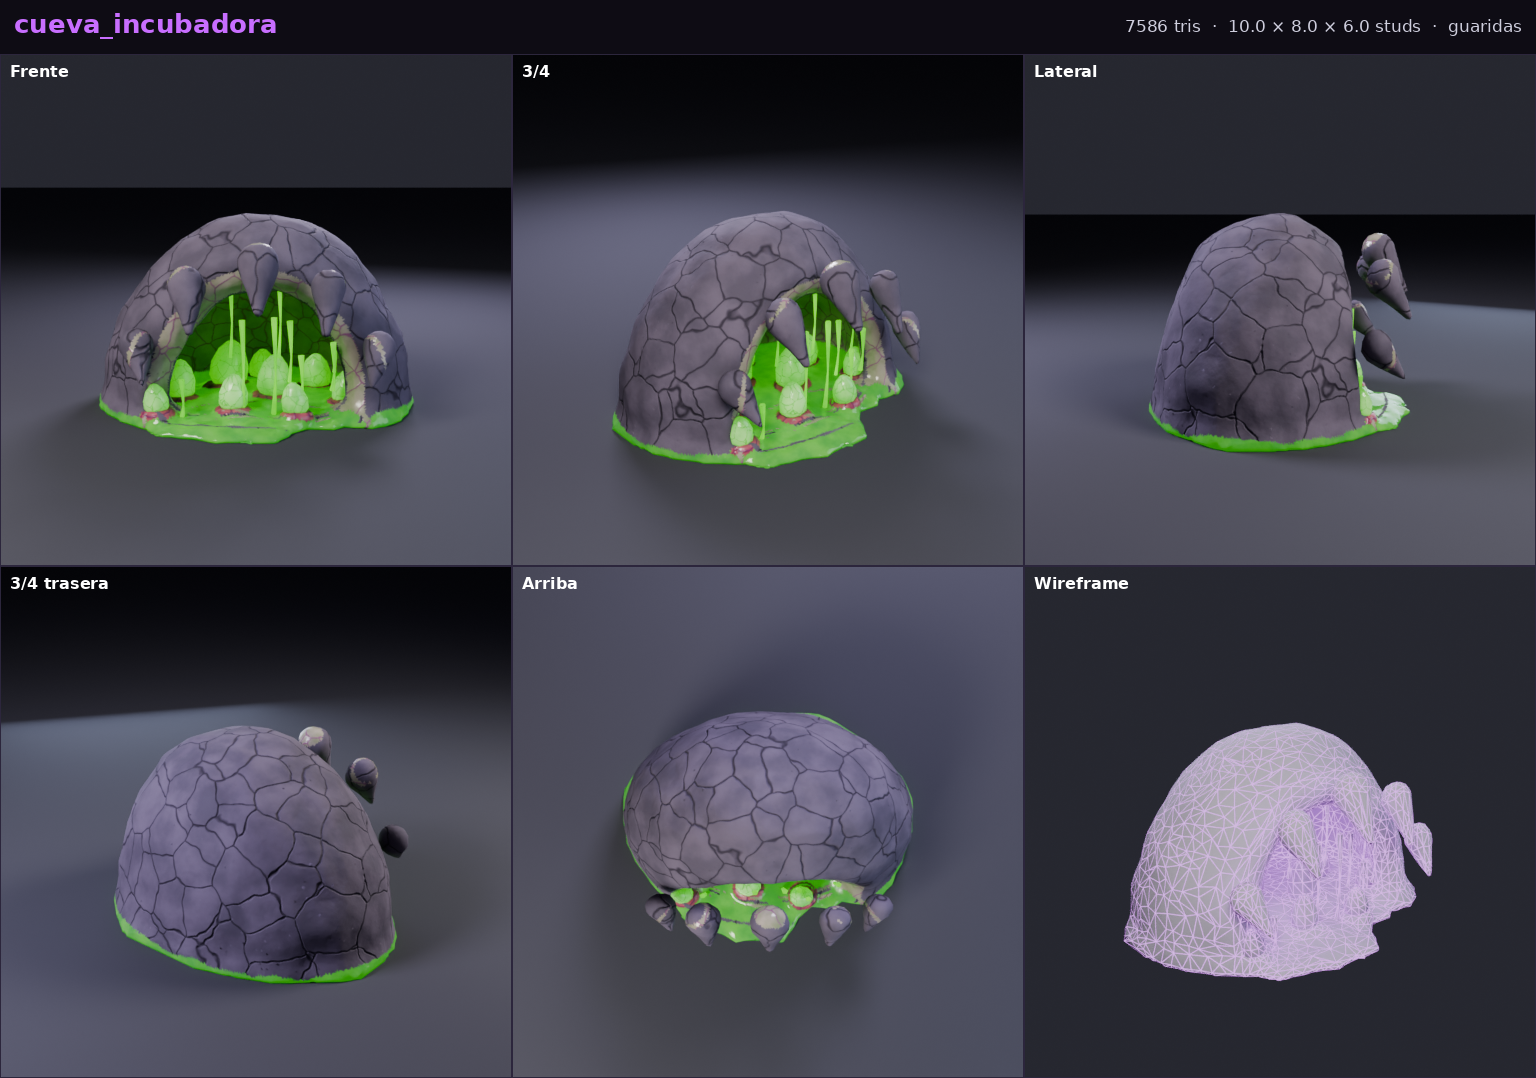 cueva_incubadora
7586 tris · 10.0 × 8.0 × 6.0 studs · guaridas
Frente
3/4
Lateral
3/4 trasera
Arriba
Wireframe